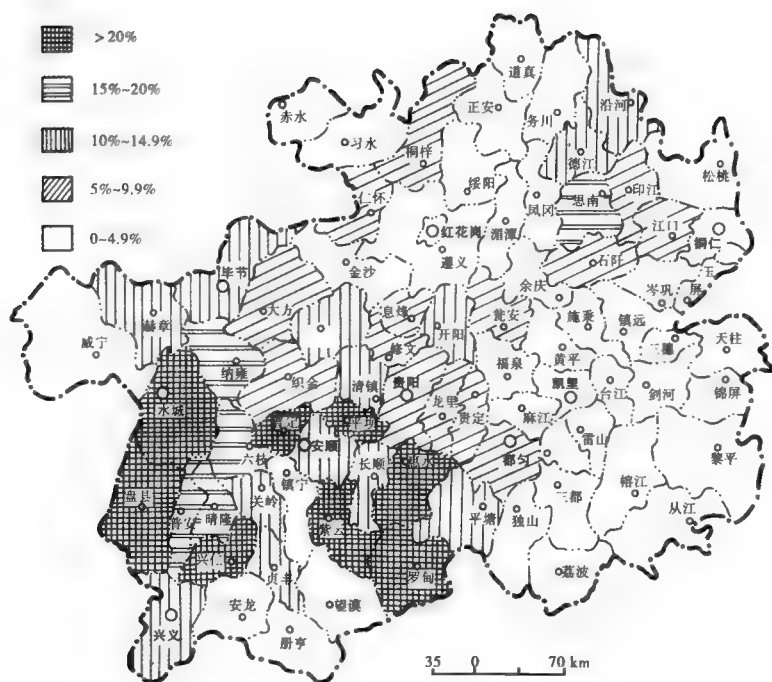 >20%
15%~20%
10%~14.9%
5%~9.9%
0~4.9%
道真
正安
务川
沿河
赤水
习水
桐梓
德江
松桃
绥阳
凤冈
思南
印江
仁怀
红花岗
湄潭
江口
铜仁
遵义
石阡
毕节
金沙
余庆
岑巩
玉屏
赫章
大方
息烽
开阳
瓮安
施秉
镇远
三穗
威宁
纳雍
修文
黄平
天柱
织金
清镇
贵阳
福泉
凯里
台江
剑河
锦屏
水城
龙里
贵定
麻江
普定
平坝
安顺
雷山
六枝
惠水
都匀
黎平
镇宁
长顺
榕江
盘县
关岭
三都
从江
普安
晴隆
紫云
平塘
独山
兴仁
贞丰
罗甸
荔波
兴义
安龙
望谟
册亨
35 0 70 km